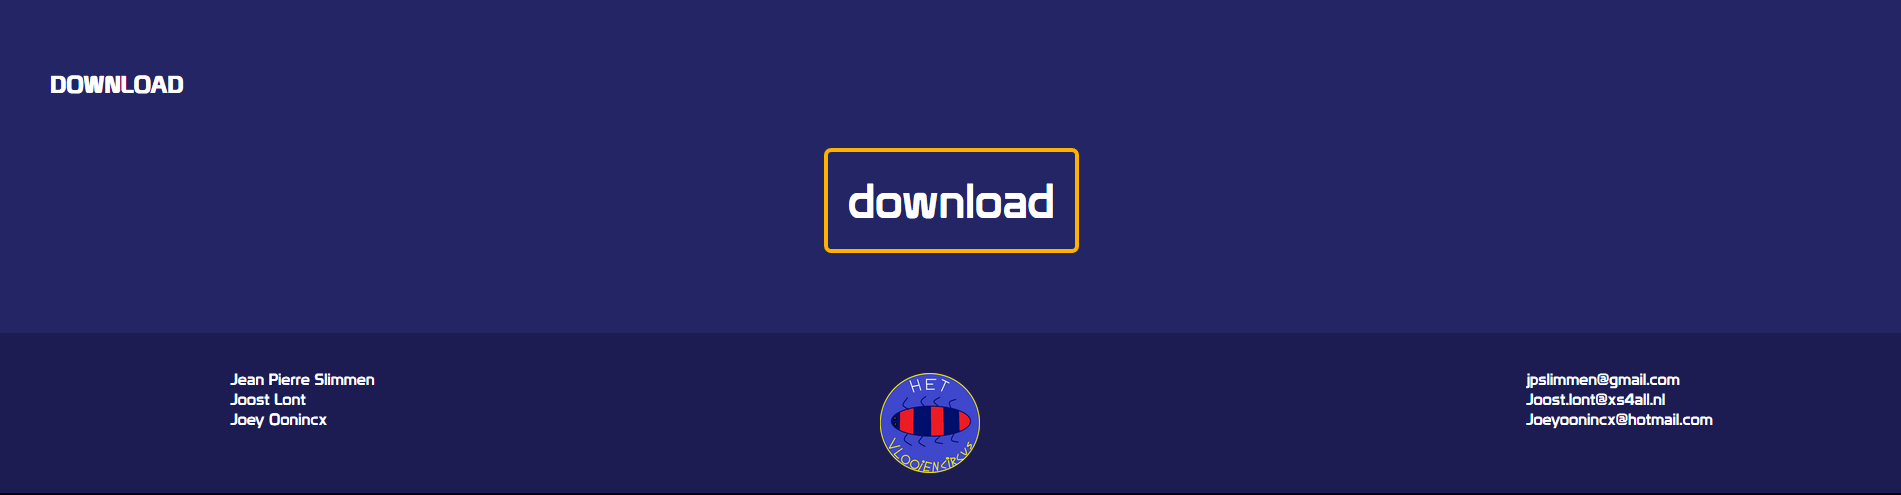 DOWNLOAD
download
Jean Pierre Slimmen
Joost Lont
Joey Oonincx
HET
VLOOIENCIRCUS
jpslimmen@gmail.com
Joost.lont@xs4all.nl
Joeyoonincx@hotmail.com